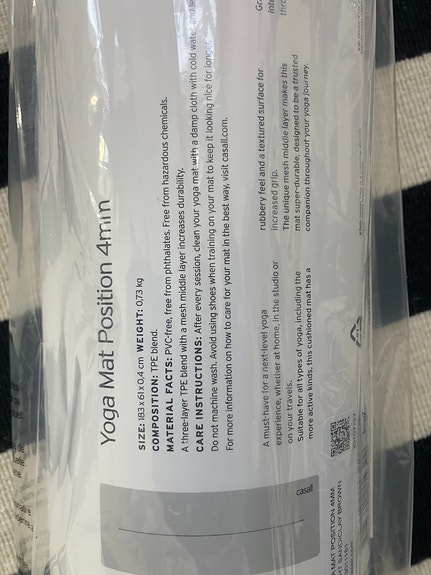 Yoga Mat Position 4mm
SIZE: 183 x 61 x 0,4 cm WEIGHT: 0,73 kg
COMPOSITION: TPE blend.
MATERIAL FACTS: PVC-free, free from phthalates. Free from hazardous chemicals.
A three-layer TPE blend with a mesh middle layer increases durability.
CARE INSTRUCTIONS: After every session, clean your yoga mat with a damp cloth with cold water and
Do not machine wash. Avoid using shoes when training on your mat to keep it looking nice for longer.
For more information on how to care for your mat in the best way, visit casall.com.
A must-have for a next-level yoga
experience, whether at home, in the studio or
on your travels.
Suitable for all types of yoga, including the
more active kinds, this cushioned mat has a
rubbery feel and a textured surface for
increased grip.
The unique mesh middle layer makes this
mat super-durable, designed to be a trusted
companion throughout your yoga journey.
casall
MAT POSITION 4MM
SAND/CLAY BROWN